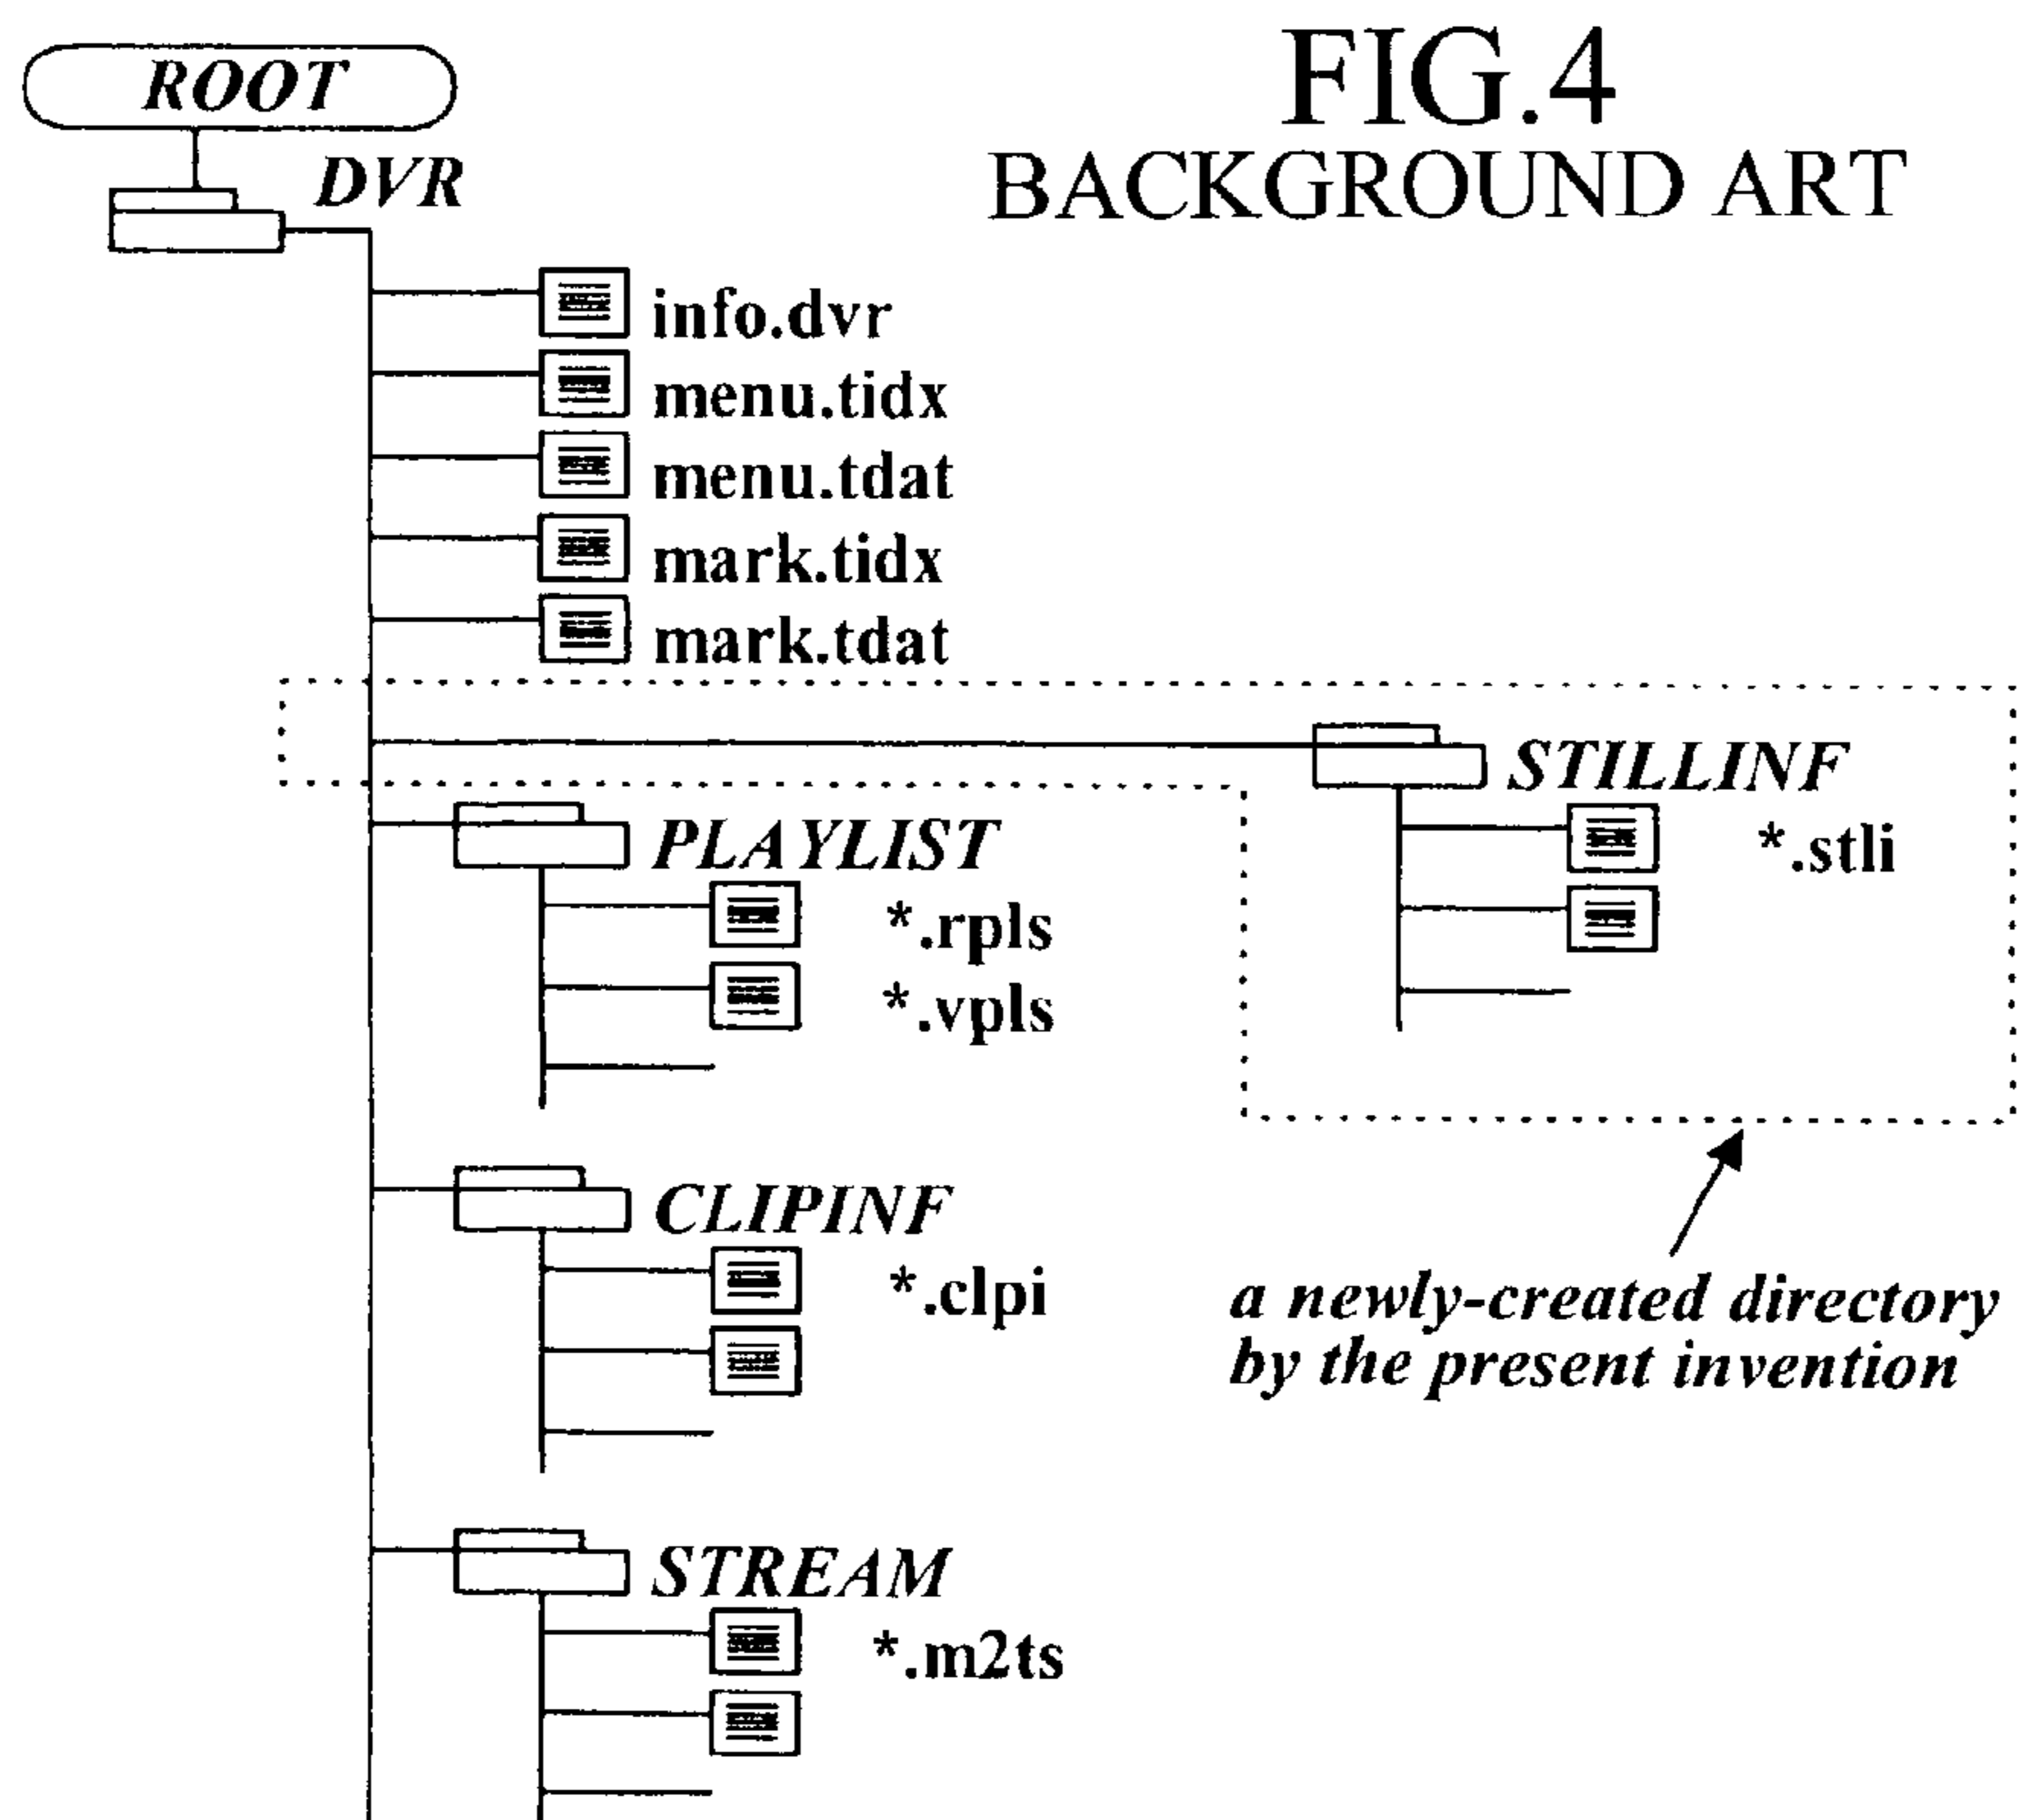 FIG.4
BACKGROUND ART
ROOT
DVR
info.dvr
menu.tidx
menu.tdat
mark.tidx
mark.tdat
STILLINF
*.stli
PLAYLIST
*.rpls
*.vpls
CLIPINF
*.clpi
a newly-created directory
by the present invention
STREAM
*.m2ts